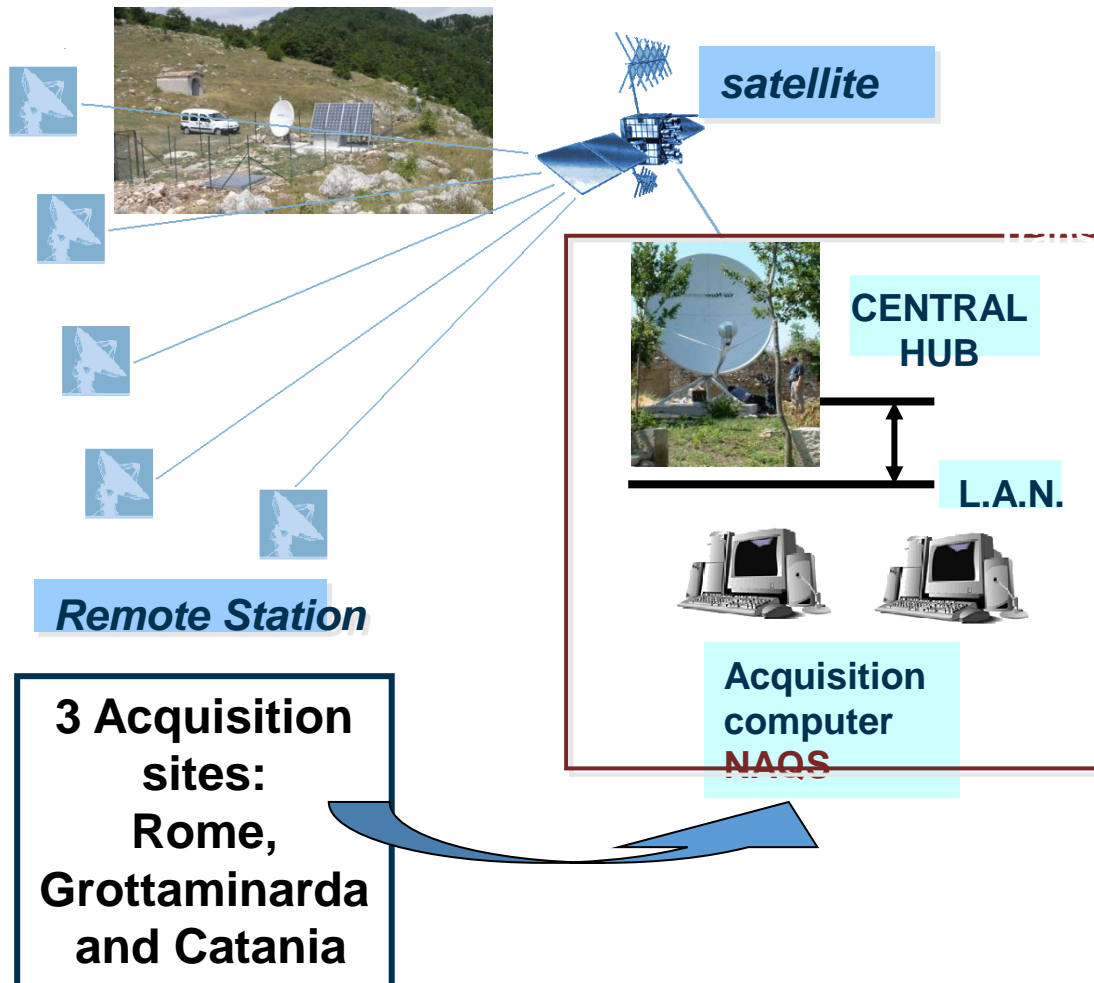 satellite
CENTRAL
HUB
L.A.N.
Remote Station
Acquisition
computer
NAQS
3 Acquisition
sites:
Rome,
Grottaminarda
and Catania